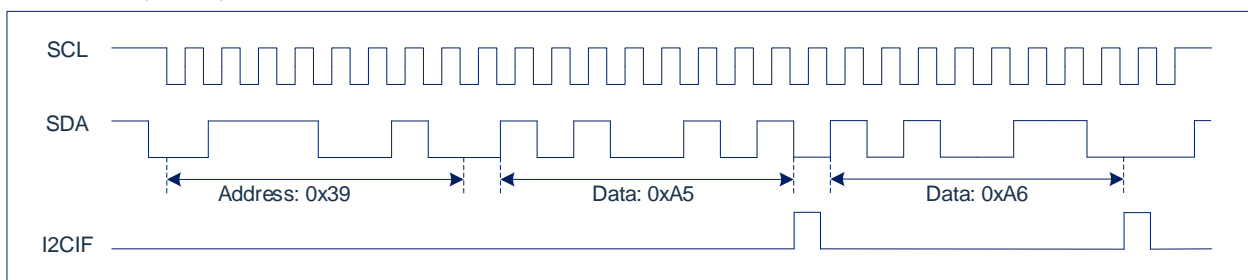 SCL
SDA
Address: 0x39 Data: 0xA5 Data: 0xA6
I2CIF